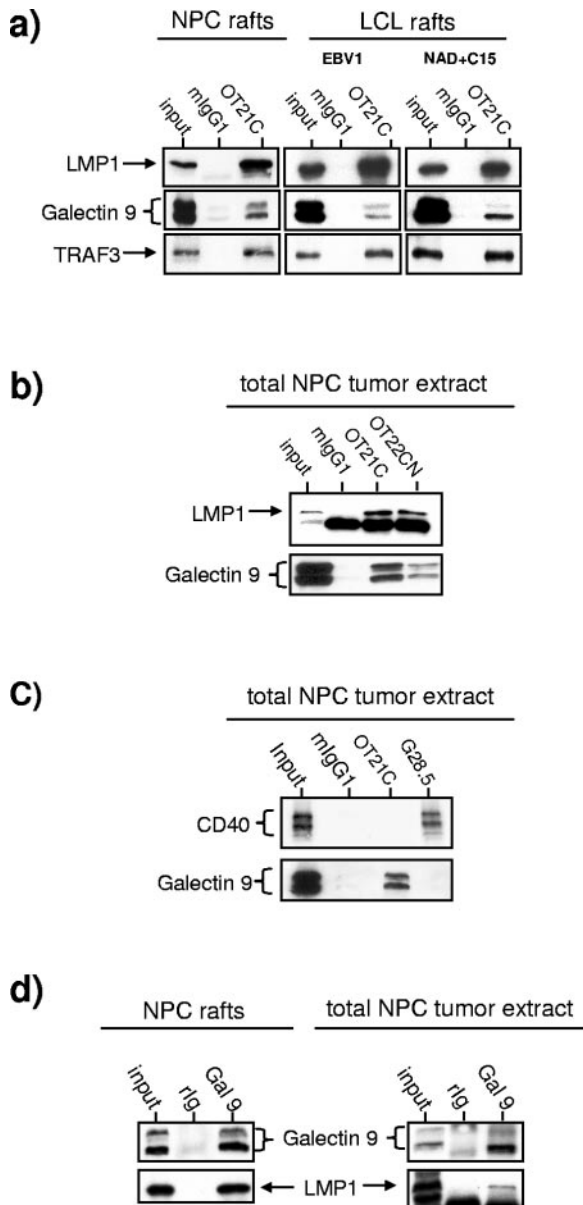 a)
NPC rafts LCL rafts
EBV1 NAD+C15
input mIgG1 OT21C input mIgG1 OT21C input mIgG1 OT21C
LMP1
Galectin 9
TRAF3
b)
total NPC tumor extract
input mIgG1 OT21C OT22CN
LMP1
Galectin 9
C)
total NPC tumor extract
Input mIgG1 OT21C G28.5
CD40
Galectin 9
d)
NPC rafts total NPC tumor extract
input rIg Gal 9 input rIg Gal 9
Galectin 9
LMP1